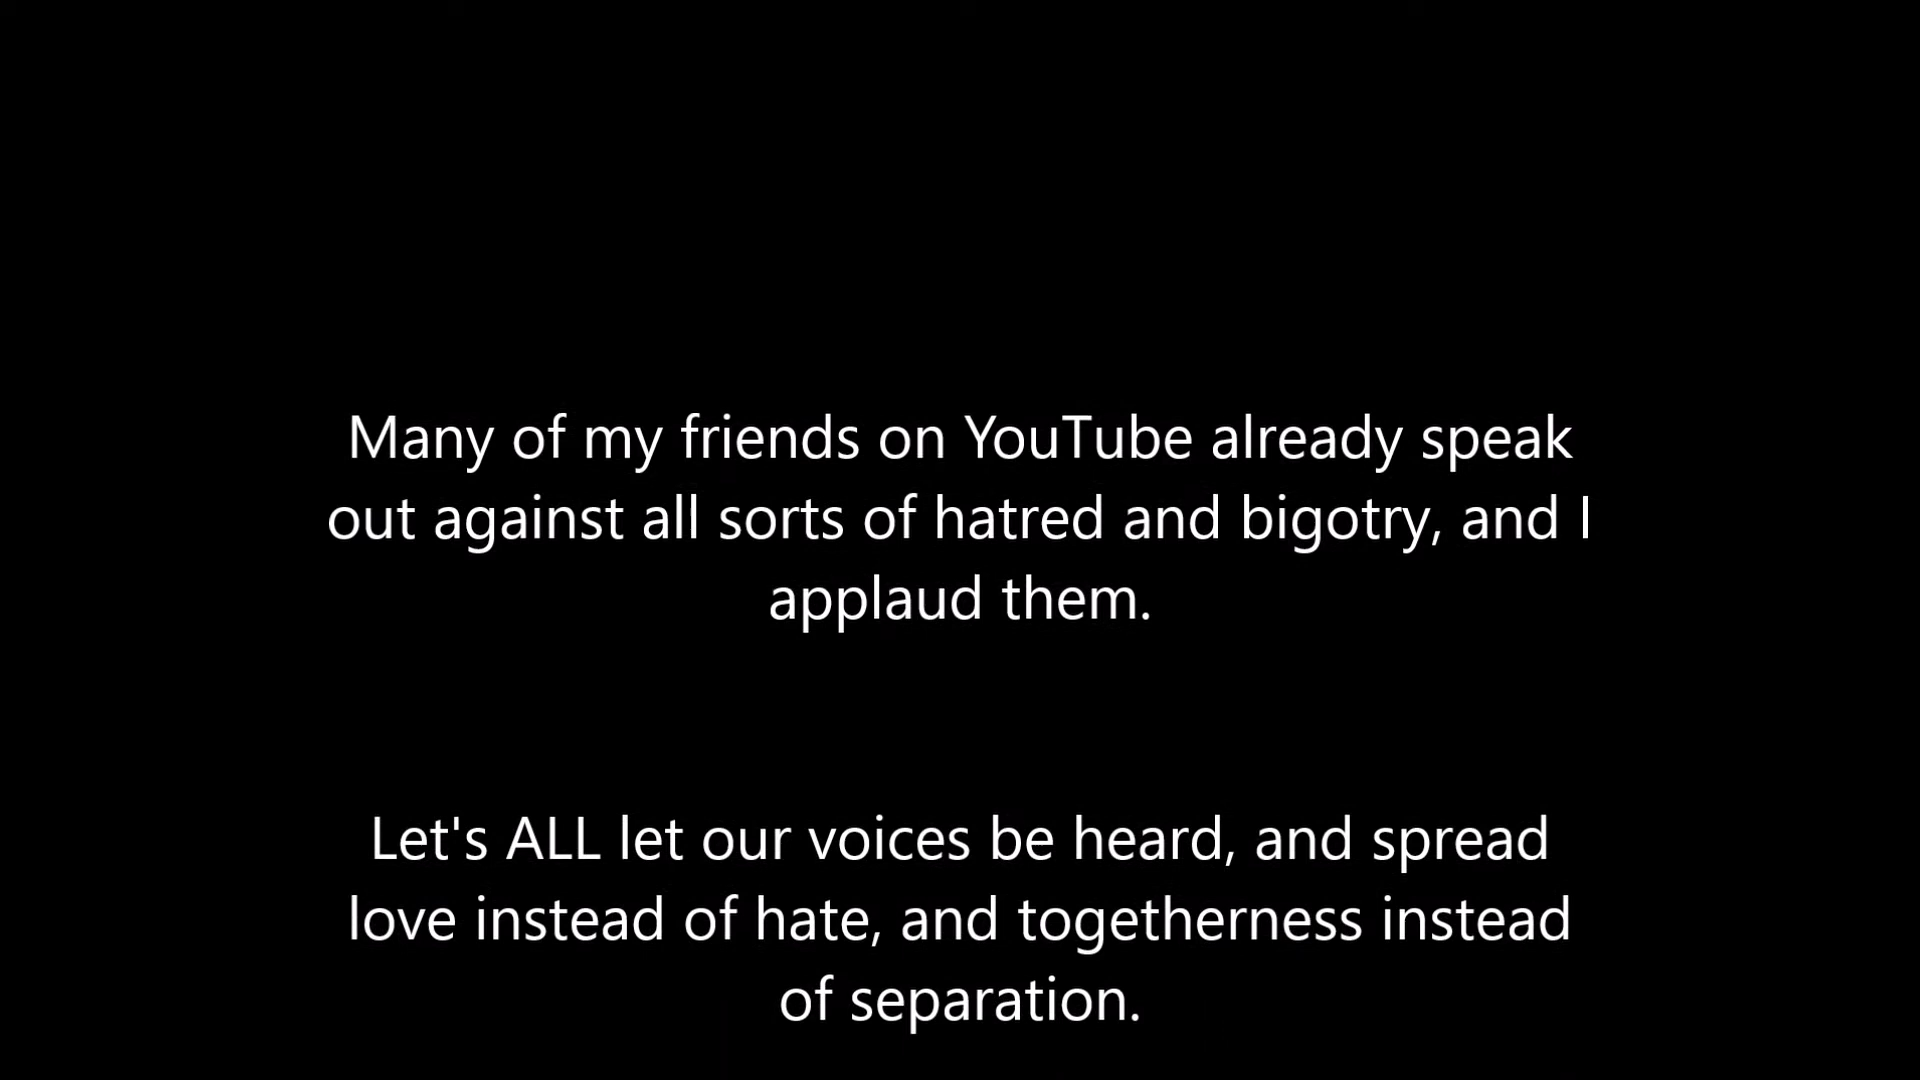 Many of my friends on YouTube already speak
out against all sorts of hatred and bigotry, and I
applaud them.
Let's ALL let our voices be heard, and spread
love instead of hate, and togetherness instead
of separation.